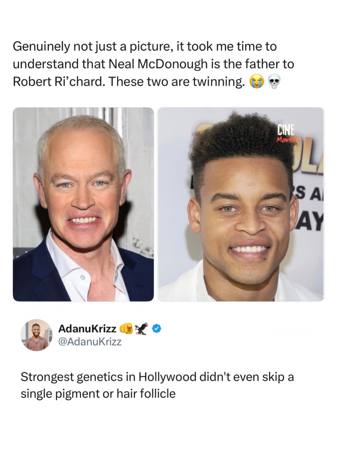 Genuinely not just a picture, it took me time to
understand that Neal McDonough is the father to
Robert Ri’chard. These two are twinning. 😭💀
CINE
AdanuKrizz
@AdanuKrizz
Strongest genetics in Hollywood didn't even skip a
single pigment or hair follicle